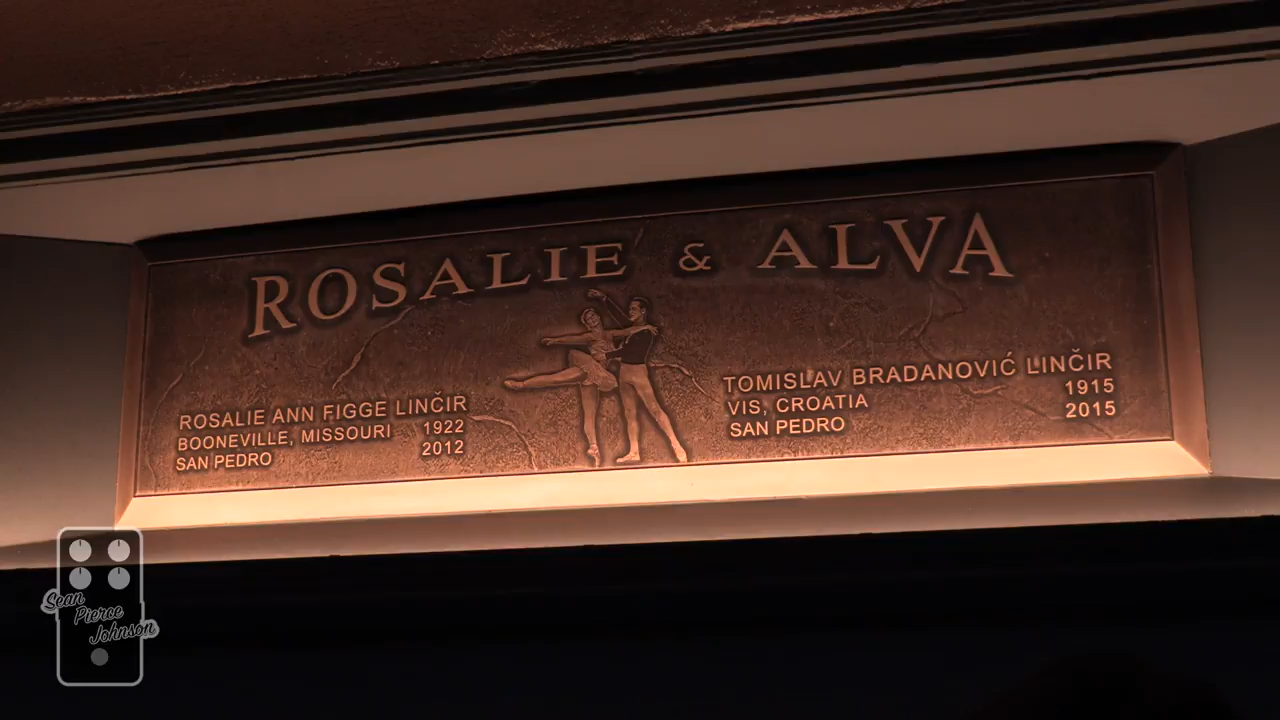 ROSALIE & ALVA
ROSALIE ANN FIGGE LINČIR
BOONEVILLE, MISSOURI 1922
SAN PEDRO 2012
TOMISLAV BRADANOVIĆ LINČIR
VIS, CROATIA 1915
SAN PEDRO 2015
Sean
Pierce
Johnson